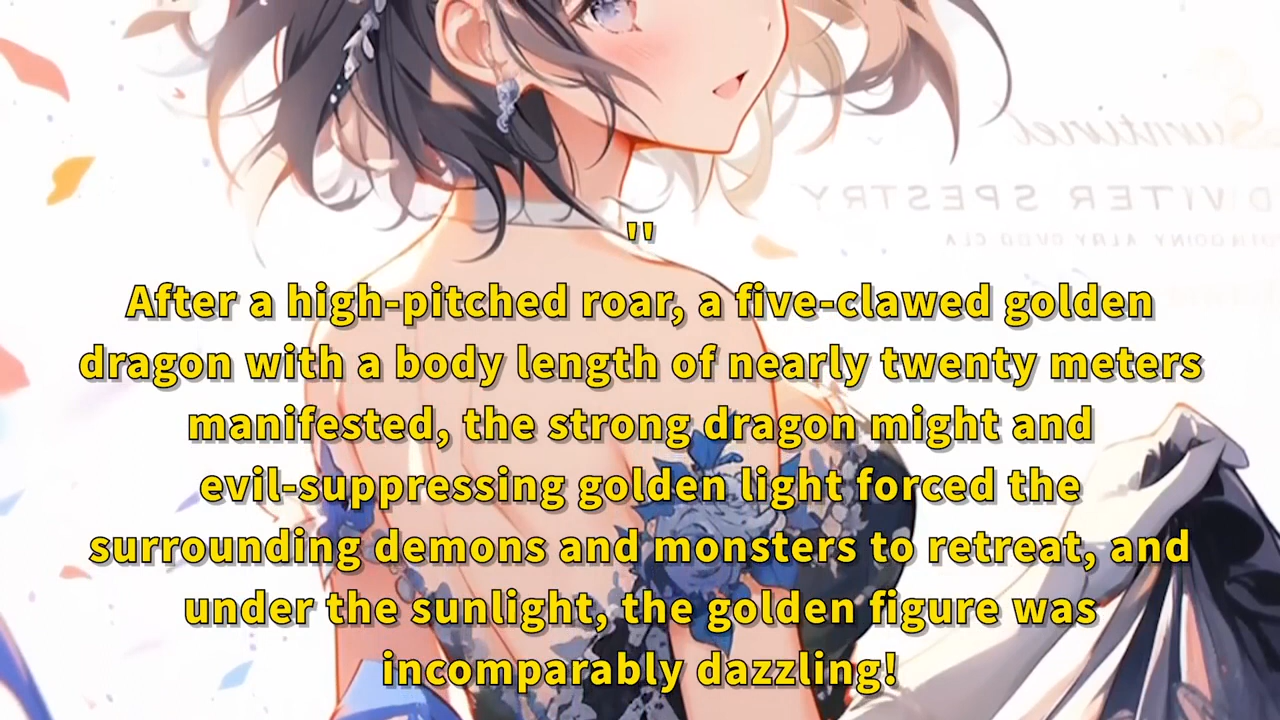 "
After a high-pitched roar, a five-clawed golden
dragon with a body length of nearly twenty meters
manifested, the strong dragon might and
evil-suppressing golden light forced the
surrounding demons and monsters to retreat, and
under the sunlight, the golden figure was
incomparably dazzling!
DVITER SPESTRY